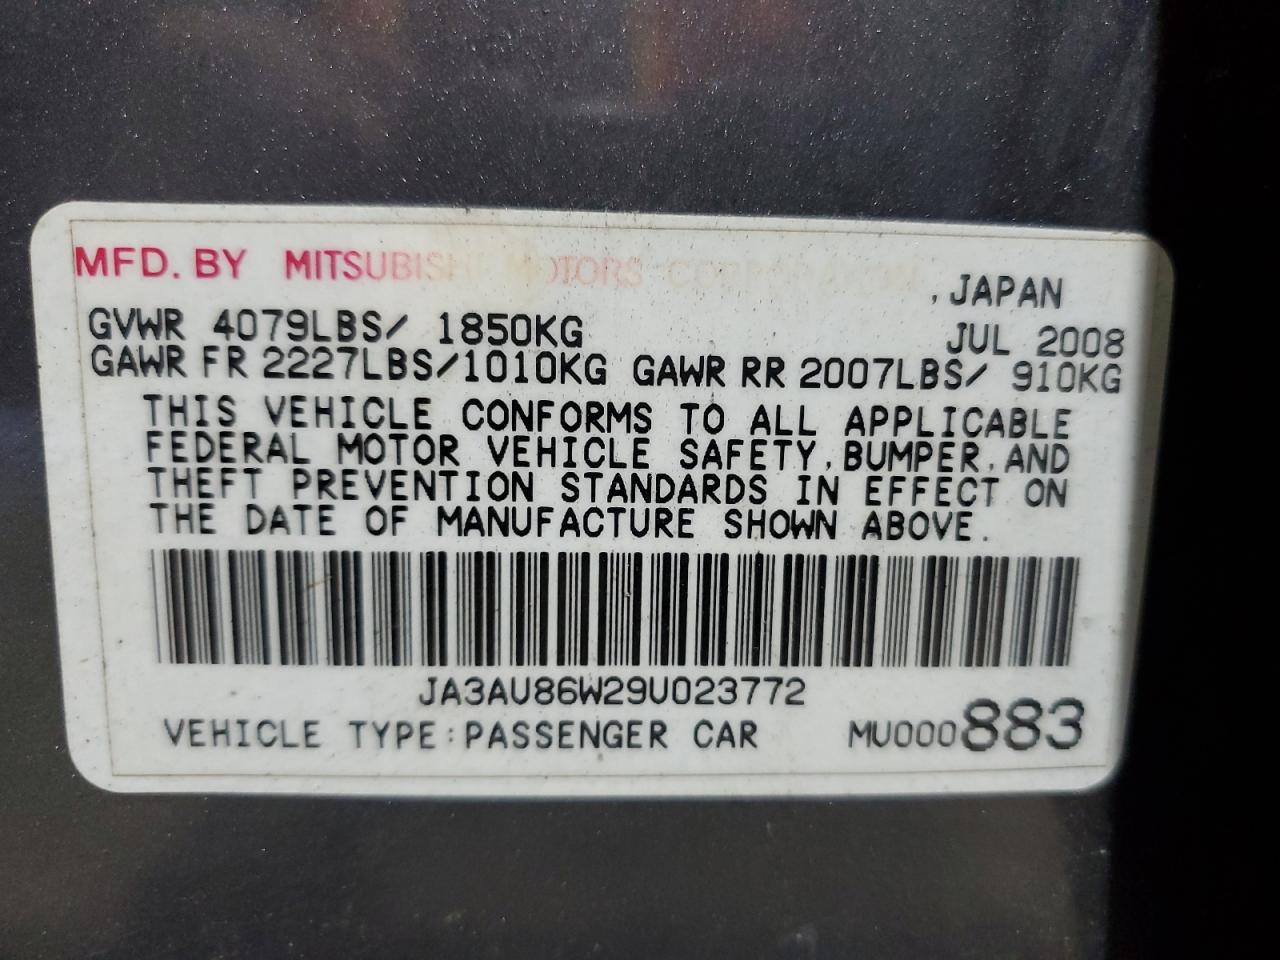 MFD. BY MITSUBISHI MOTORS CORPORATION
, JAPAN
GVWR 4079LBS/ 1850KG JUL 2008
GAWR FR 2227LBS/1010KG GAWR RR 2007LBS/ 910KG
THIS VEHICLE CONFORMS TO ALL APPLICABLE
FEDERAL MOTOR VEHICLE SAFETY, BUMPER, AND
THEFT PREVENTION STANDARDS IN EFFECT ON
THE DATE OF MANUFACTURE SHOWN ABOVE.
JA3AU86W29U023772
VEHICLE TYPE:PASSENGER CAR MU000883